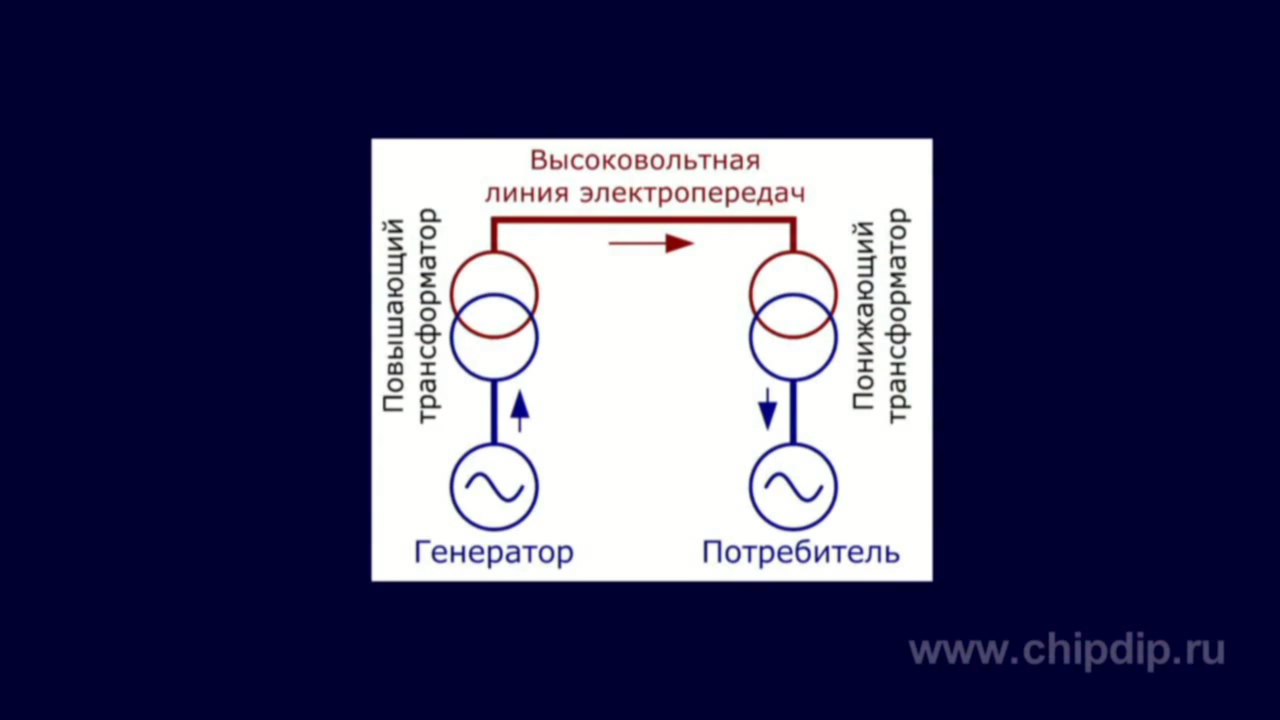 Высоковольтная
линия электропередач
Повышающий
трансформатор
Понижающий
трансформатор
Генератор
Потребитель
www.chipdip.ru